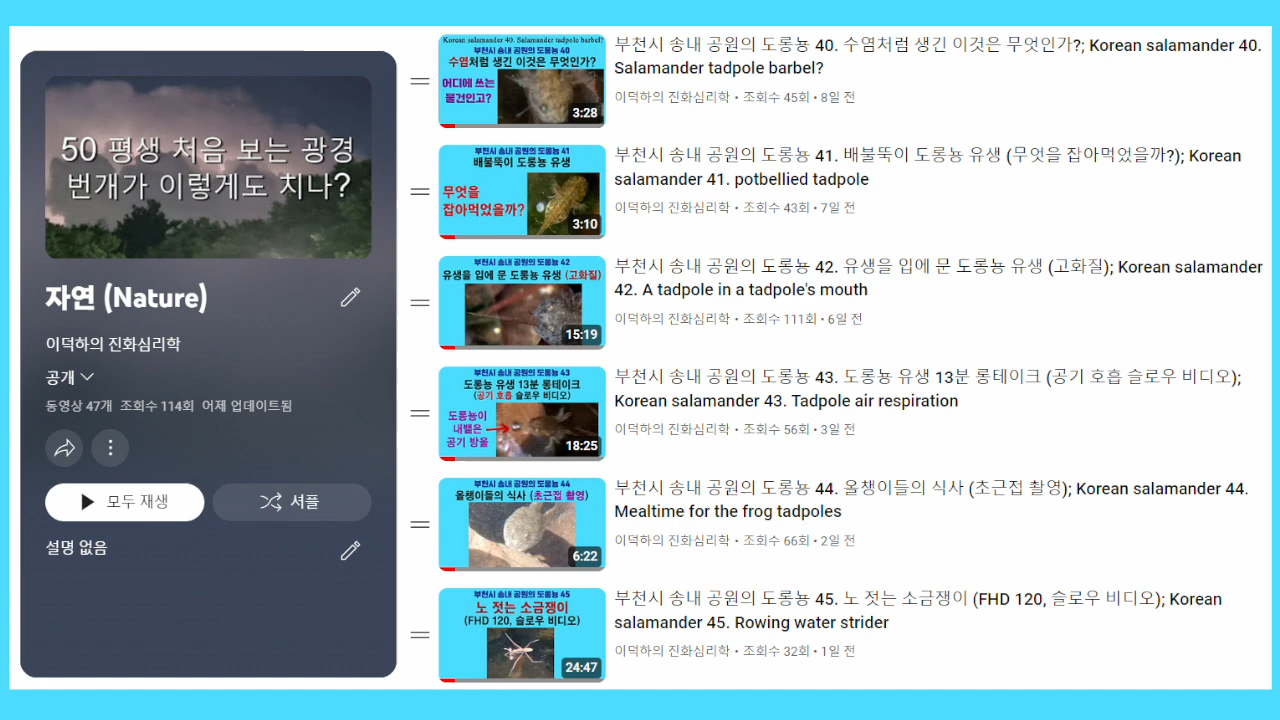 50 평생 처음 보는 광경
번개가 이렇게도 치나?
자연 (Nature)
이덕하의 진화심리학
공개
동영상 47개 조회수 114회 어제 업데이트됨
모두 재생
셔플
설명 없음
Korean salamander 40. Salamander tadpole barbel?
부천시 송내 공원의 도롱뇽 40
수염처럼 생긴 이것은 무엇인가?
어디에 쓰는
물건인고?
3:28
부천시 송내 공원의 도롱뇽 40. 수염처럼 생긴 이것은 무엇인가?; Korean salamander 40.
Salamander tadpole barbel?
이덕하의 진화심리학 • 조회수 45회 • 8일 전
부천시 송내 공원의 도롱뇽 41
배불뚝이 도롱뇽 유생
무엇을
잡아먹었을까?
3:10
부천시 송내 공원의 도롱뇽 41. 배불뚝이 도롱뇽 유생 (무엇을 잡아먹었을까?); Korean
salamander 41. potbellied tadpole
이덕하의 진화심리학 • 조회수 43회 • 7일 전
부천시 송내 공원의 도롱뇽 42
유생을 입에 문 도롱뇽 유생 (고화질)
15:19
부천시 송내 공원의 도롱뇽 42. 유생을 입에 문 도롱뇽 유생 (고화질); Korean salamander
42. A tadpole in a tadpole's mouth
이덕하의 진화심리학 • 조회수 111회 • 6일 전
부천시 송내 공원의 도롱뇽 43
도롱뇽 유생 13분 롱테이크
(공기 호흡 슬로우 비디오)
도롱뇽이
내뱉은
공기 방울
18:25
부천시 송내 공원의 도롱뇽 43. 도롱뇽 유생 13분 롱테이크 (공기 호흡 슬로우 비디오);
Korean salamander 43. Tadpole air respiration
이덕하의 진화심리학 • 조회수 56회 • 3일 전
부천시 송내 공원의 도롱뇽 44
올챙이들의 식사 (초근접 촬영)
6:22
부천시 송내 공원의 도롱뇽 44. 올챙이들의 식사 (초근접 촬영); Korean salamander 44.
Mealtime for the frog tadpoles
이덕하의 진화심리학 • 조회수 66회 • 2일 전
부천시 송내 공원의 도롱뇽 45
노 젓는 소금쟁이
(FHD 120, 슬로우 비디오)
24:47
부천시 송내 공원의 도롱뇽 45. 노 젓는 소금쟁이 (FHD 120, 슬로우 비디오); Korean
salamander 45. Rowing water strider
이덕하의 진화심리학 • 조회수 32회 • 1일 전